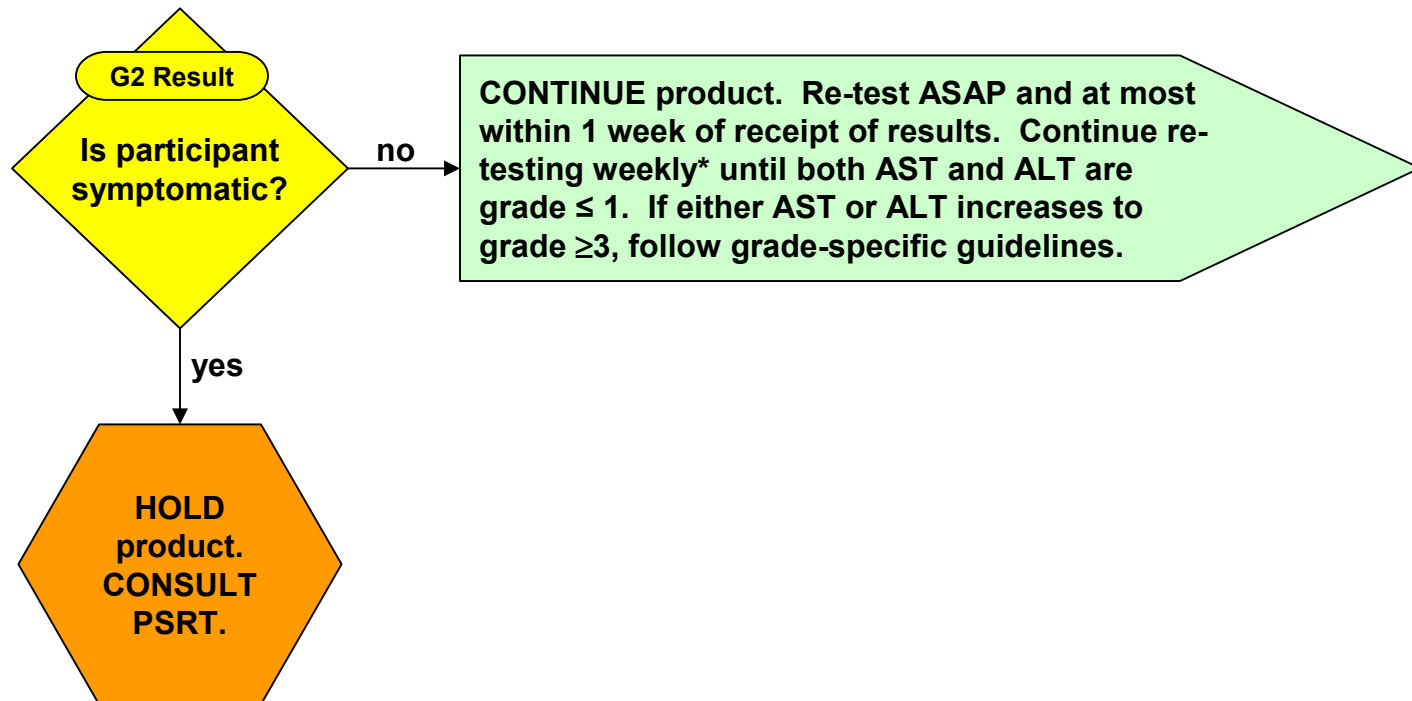 G2 Result
Is participant
symptomatic?
no
CONTINUE product.  Re-test ASAP and at most
within 1 week of receipt of results.  Continue re-
testing weekly* until both AST and ALT are
grade ≤ 1.  If either AST or ALT increases to
grade ≥3, follow grade-specific guidelines.
yes
HOLD
product.
CONSULT
PSRT.